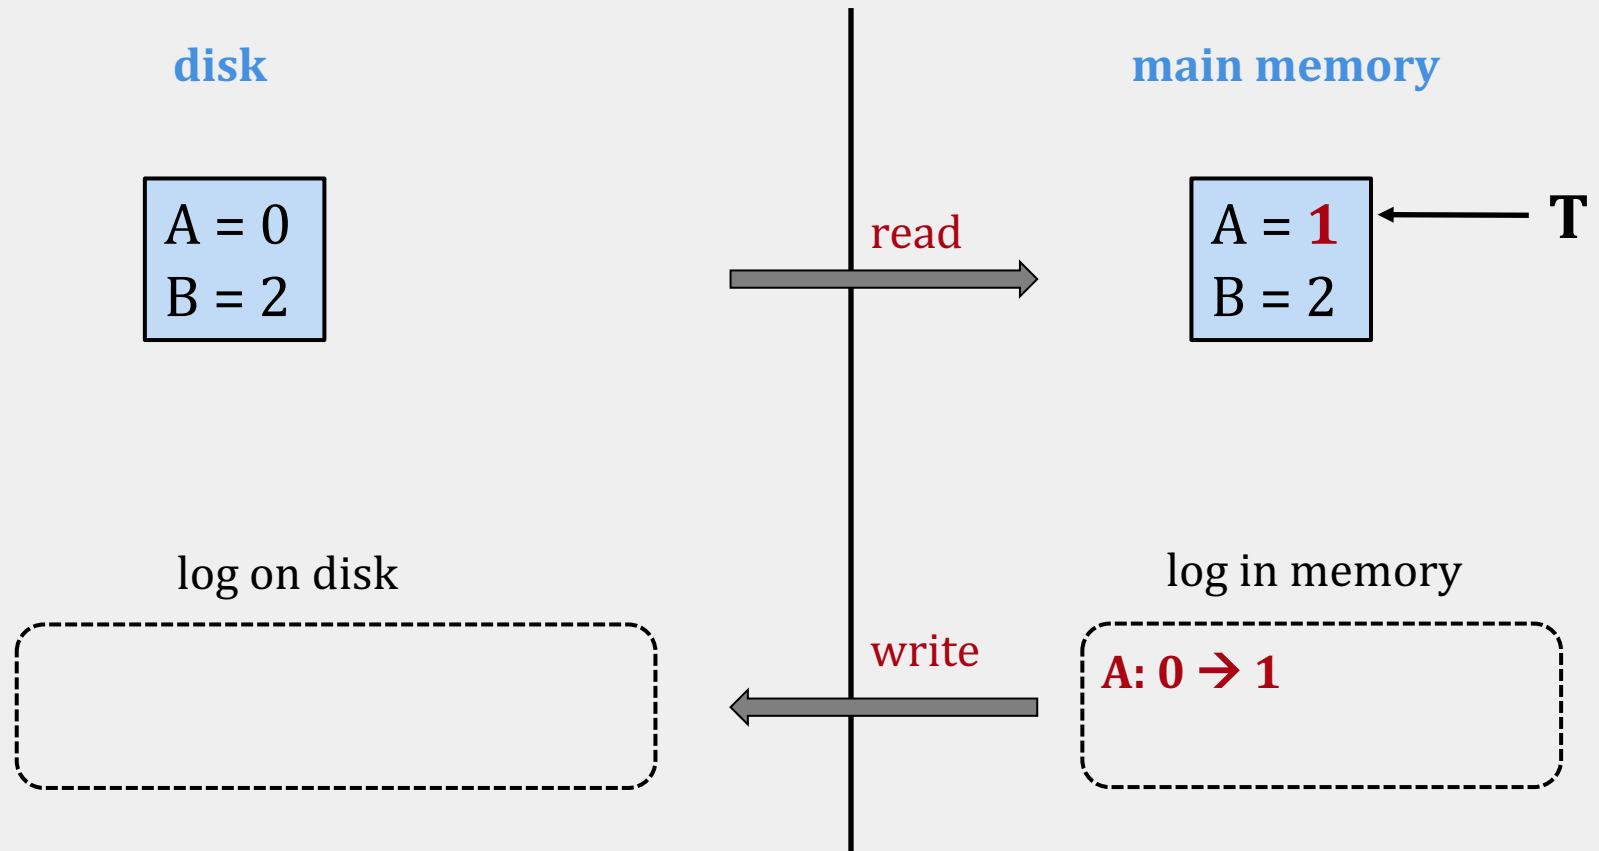 disk
main memory
A = 0
B = 2
read
A = 1
B = 2
T
log on disk
log in memory
write
A: 0 → 1